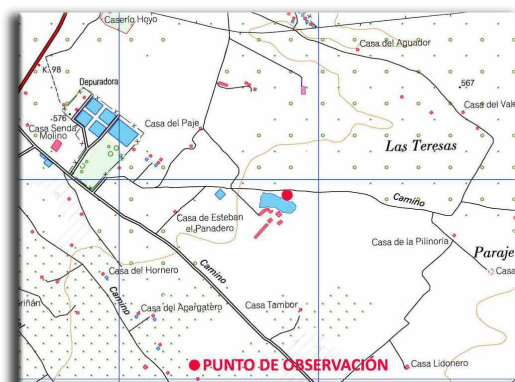 Caserío Hoyo
Casa del Aguador
K. 98
Depuradora
.567
Casa del Vale
-576
Casa Senda
Molino
Casa del Paje
Las Teresas
Camino
Casa de Esteban
el Panadero
Casa de la Pilinoria
Paraje
Casa
Casa del Hornero
Camino
Camino
Casa del Apargatero
Casa Tambor
PUNTO DE OBSERVACIÓN
Casa Lidonero